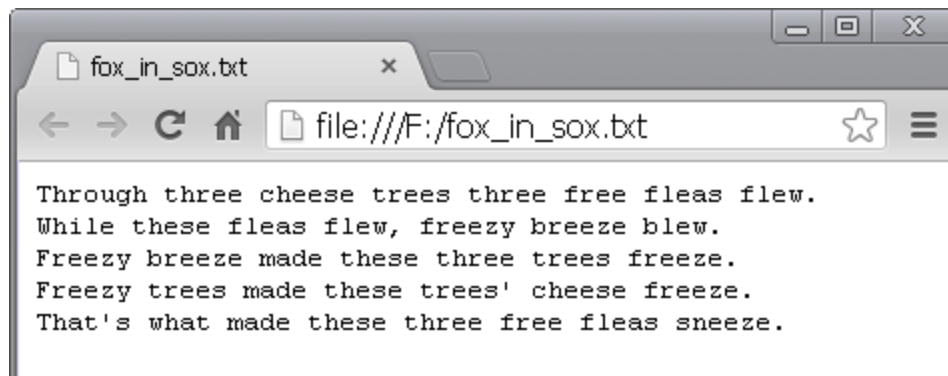 fox_in_sox.txt
file:///F:/fox_in_sox.txt
Through three cheese trees three free fleas flew.
While these fleas flew, freezy breeze blew.
Freezy breeze made these three trees freeze.
Freezy trees made these trees' cheese freeze.
That's what made these three free fleas sneeze.